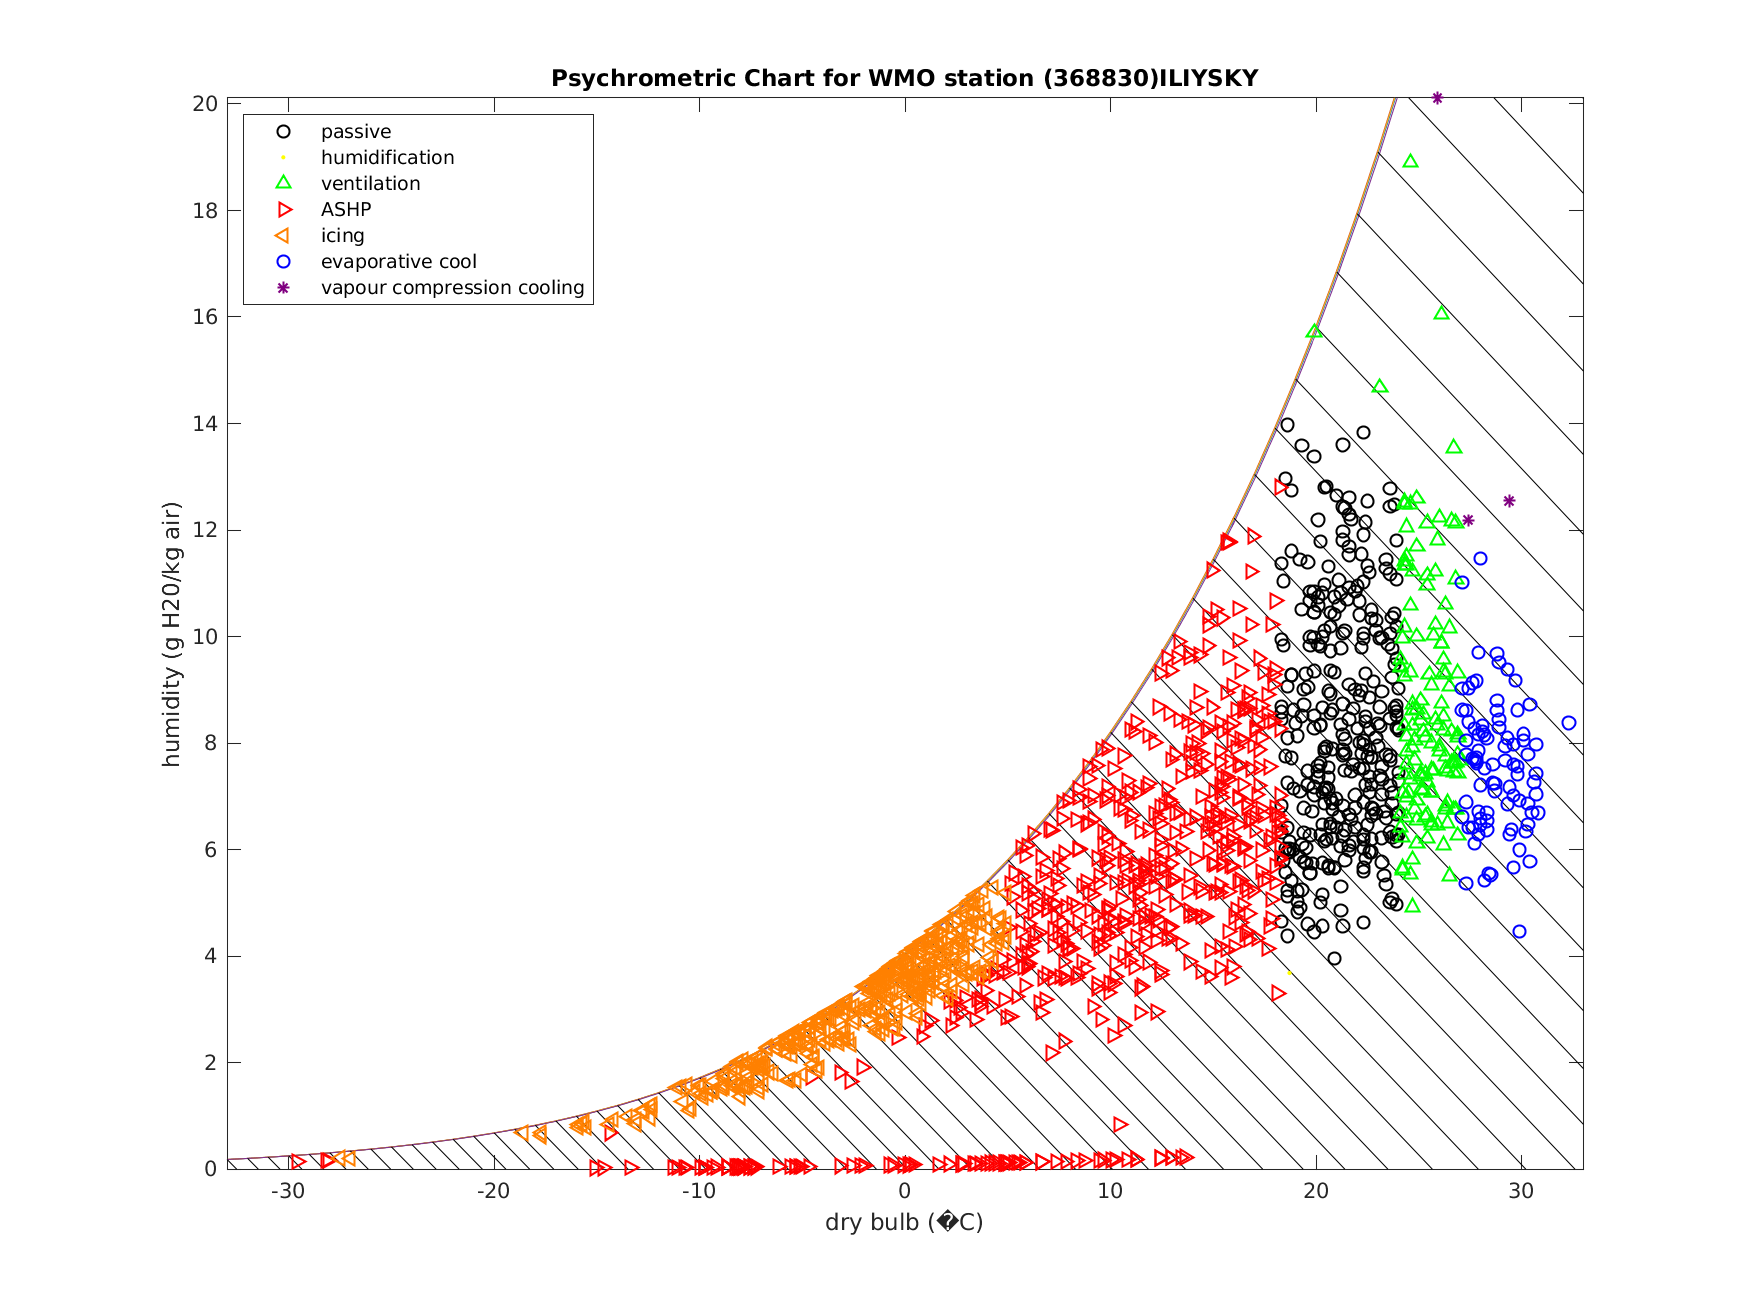 Psychrometric Chart for WMO station (368830)ILIYSKY
passive
humidification
ventilation
ASHP
icing
evaporative cool
vapour compression cooling
humidity (g H20/kg air)
20
18
16
14
12
10
8
6
4
2
0
-30 -20 -10 0 10 20 30
dry bulb (�C)